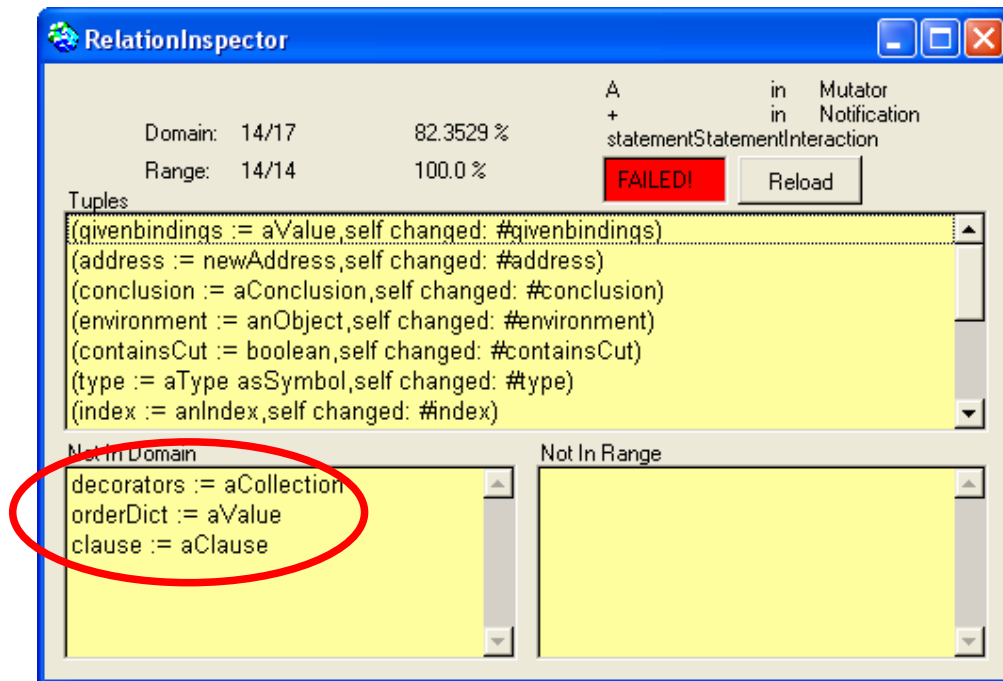 RelationInspector
A in Mutator
+ in Notification
Domain: 14/17 82.3529 % statementStatementInteraction
Range: 14/14 100.0 % FAILED! Reload
Tuples
(givenbindings := aValue,self changed: #givenbindings)
(address := newAddress,self changed: #address)
(conclusion := aConclusion,self changed: #conclusion)
(environment := anObject,self changed: #environment)
(containsCut := boolean,self changed: #containsCut)
(type := aType asSymbol,self changed: #type)
(index := anIndex,self changed: #index)
Not In Domain Not In Range
decorators := aCollection
orderDict := aValue
clause := aClause